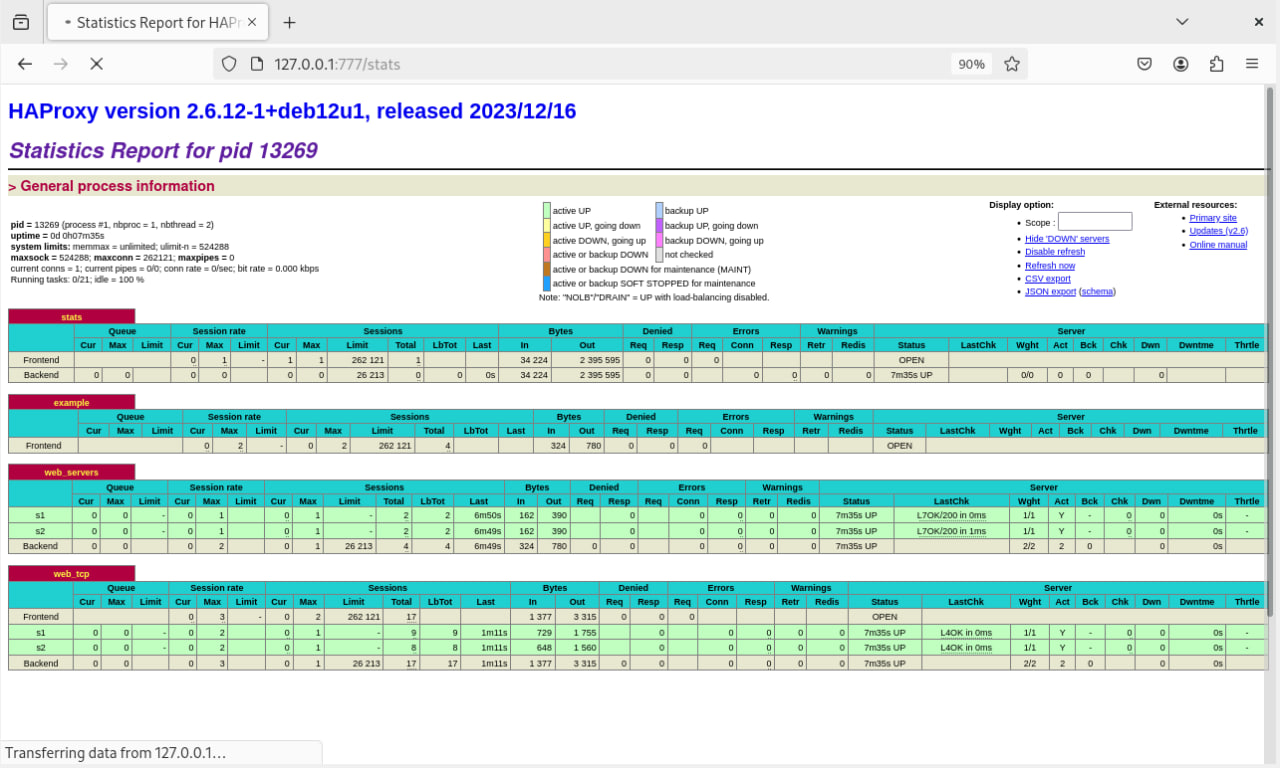 Statistics Report for HAPr
127.0.0.1:777/stats 90%
HAProxy version 2.6.12-1+deb12u1, released 2023/12/16
Statistics Report for pid 13269
> General process information
pid = 13269 (process #1, nbproc = 1, nbthread = 2)
uptime = 0d 0h07m35s
system limits: memmax = unlimited; ulimit-n = 524288
maxsock = 524288; maxconn = 262121; maxpipes = 0
current conns = 1; current pipes = 0/0; conn rate = 0/sec; bit rate = 0.000 kbps
Running tasks: 0/21; idle = 100 %
active UP backup UP
active UP, going down backup UP, going down
active DOWN, going up backup DOWN, going up
active or backup DOWN not checked
active or backup DOWN for maintenance (MAINT)
active or backup SOFT STOPPED for maintenance
Note: "NOLB"/"DRAIN" = UP with load-balancing disabled.
Display option:
• Scope :
• Hide 'DOWN' servers
• Disable refresh
• Refresh now
• CSV export
• JSON export (schema)
External resources:
• Primary site
• Updates (v2.6)
• Online manual
stats
Queue Session rate Sessions Bytes Denied Errors Warnings Server
Cur Max Limit Cur Max Limit Cur Max Limit Total LbTot Last In Out Req Resp Req Conn Resp Retr Redis Status LastChk Wght Act Bck Chk Dwn Dwntme Thrtle
Frontend 0 1 - 1 1 262 121 1 34 224 2 395 595 0 0 0 OPEN
Backend 0 0 0 0 0 0 26 213 0 0 0s 34 224 2 395 595 0 0 0 0 0 0 7m35s UP 0/0 0 0 0
example
Queue Session rate Sessions Bytes Denied Errors Warnings Server
Cur Max Limit Cur Max Limit Cur Max Limit Total LbTot Last In Out Req Resp Req Conn Resp Retr Redis Status LastChk Wght Act Bck Chk Dwn Dwntme Thrtle
Frontend 0 2 - 0 2 262 121 4 324 780 0 0 0 OPEN
web_servers
Queue Session rate Sessions Bytes Denied Errors Warnings Server
Cur Max Limit Cur Max Limit Cur Max Limit Total LbTot Last In Out Req Resp Req Conn Resp Retr Redis Status LastChk Wght Act Bck Chk Dwn Dwntme Thrtle
s1 0 0 - 0 1 0 1 - 2 2 6m50s 162 390 0 0 0 0 0 7m35s UP L7OK/200 in 0ms 1/1 Y - 0 0 0s -
s2 0 0 - 0 1 0 1 - 2 2 6m49s 162 390 0 0 0 0 0 7m35s UP L7OK/200 in 1ms 1/1 Y - 0 0 0s -
Backend 0 0 0 2 0 1 26 213 4 4 6m49s 324 780 0 0 0 0 0 0 7m35s UP 2/2 2 0 0 0s
web_tcp
Queue Session rate Sessions Bytes Denied Errors Warnings Server
Cur Max Limit Cur Max Limit Cur Max Limit Total LbTot Last In Out Req Resp Req Conn Resp Retr Redis Status LastChk Wght Act Bck Chk Dwn Dwntme Thrtle
Frontend 0 3 - 0 2 262 121 17 1 377 3 315 0 0 0 OPEN
s1 0 0 - 0 2 0 1 - 9 9 1m11s 729 1 755 0 0 0 0 0 7m35s UP L4OK in 0ms 1/1 Y - 0 0 0s -
s2 0 0 - 0 2 0 1 - 8 8 1m11s 648 1 560 0 0 0 0 0 7m35s UP L4OK in 0ms 1/1 Y - 0 0 0s -
Backend 0 0 0 3 0 1 26 213 17 17 1m11s 1 377 3 315 0 0 0 0 0 0 7m35s UP 2/2 2 0 0 0s
Transferring data from 127.0.0.1…